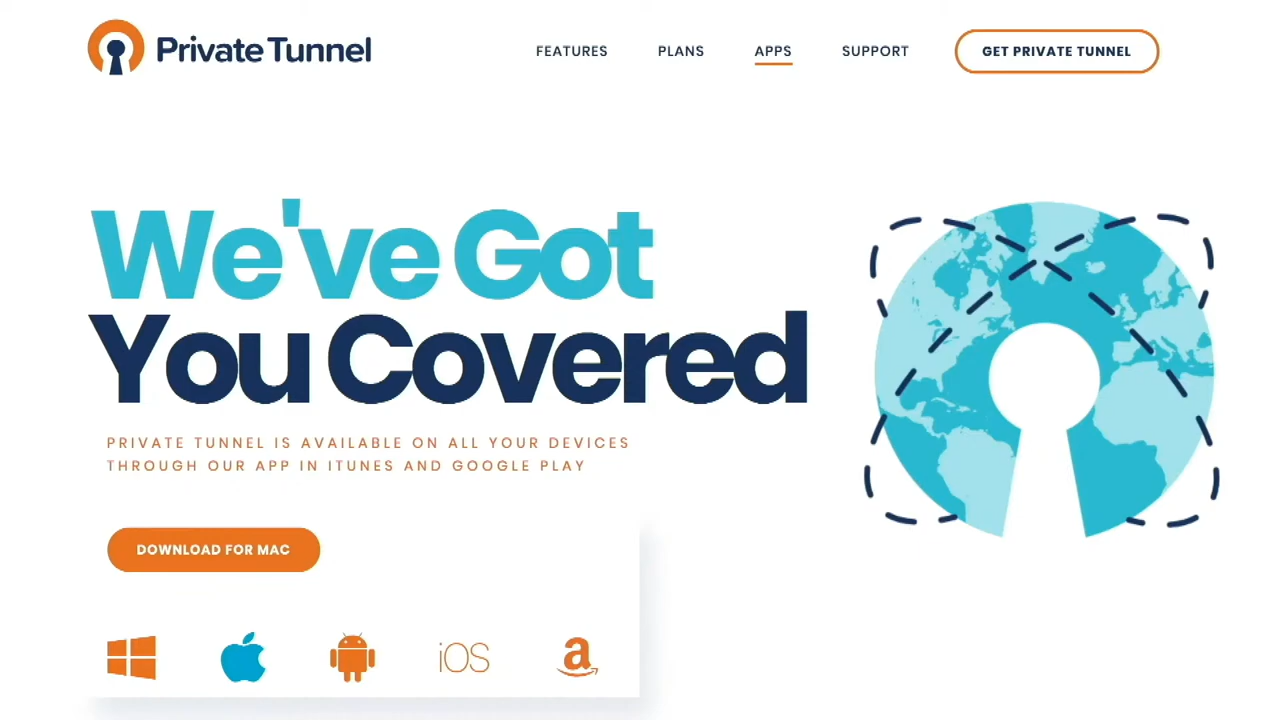 Private Tunnel
FEATURES
PLANS
APPS
SUPPORT
GET PRIVATE TUNNEL
We've Got
You Covered
PRIVATE TUNNEL IS AVAILABLE ON ALL YOUR DEVICES
THROUGH OUR APP IN ITUNES AND GOOGLE PLAY
DOWNLOAD FOR MAC
iOS
a